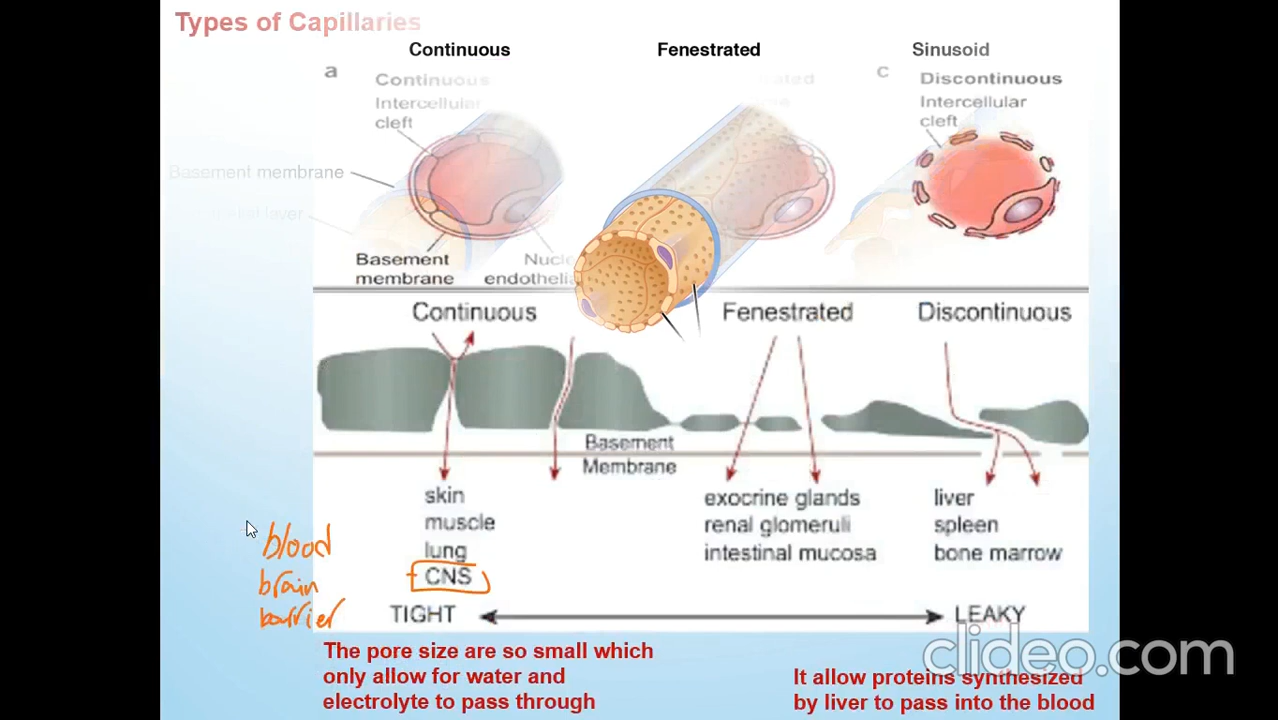 Types of Capillaries
Continuous
Fenestrated
Sinusoid
a
Continuous
Intercellular
cleft
c
Discontinuous
Intercellular
cleft
Basement membrane
layer
Basement
membrane
Continuous
Fenestrated
Discontinuous
Basement
Membrane
skin
muscle
lung
CNS
exocrine glands
renal glomeruli
intestinal mucosa
liver
spleen
bone marrow
blood
brain
barrier
TIGHT
LEAKY
The pore size are so small which
only allow for water and
electrolyte to pass through
It allow proteins synthesized
by liver to pass into the blood
clideo.com